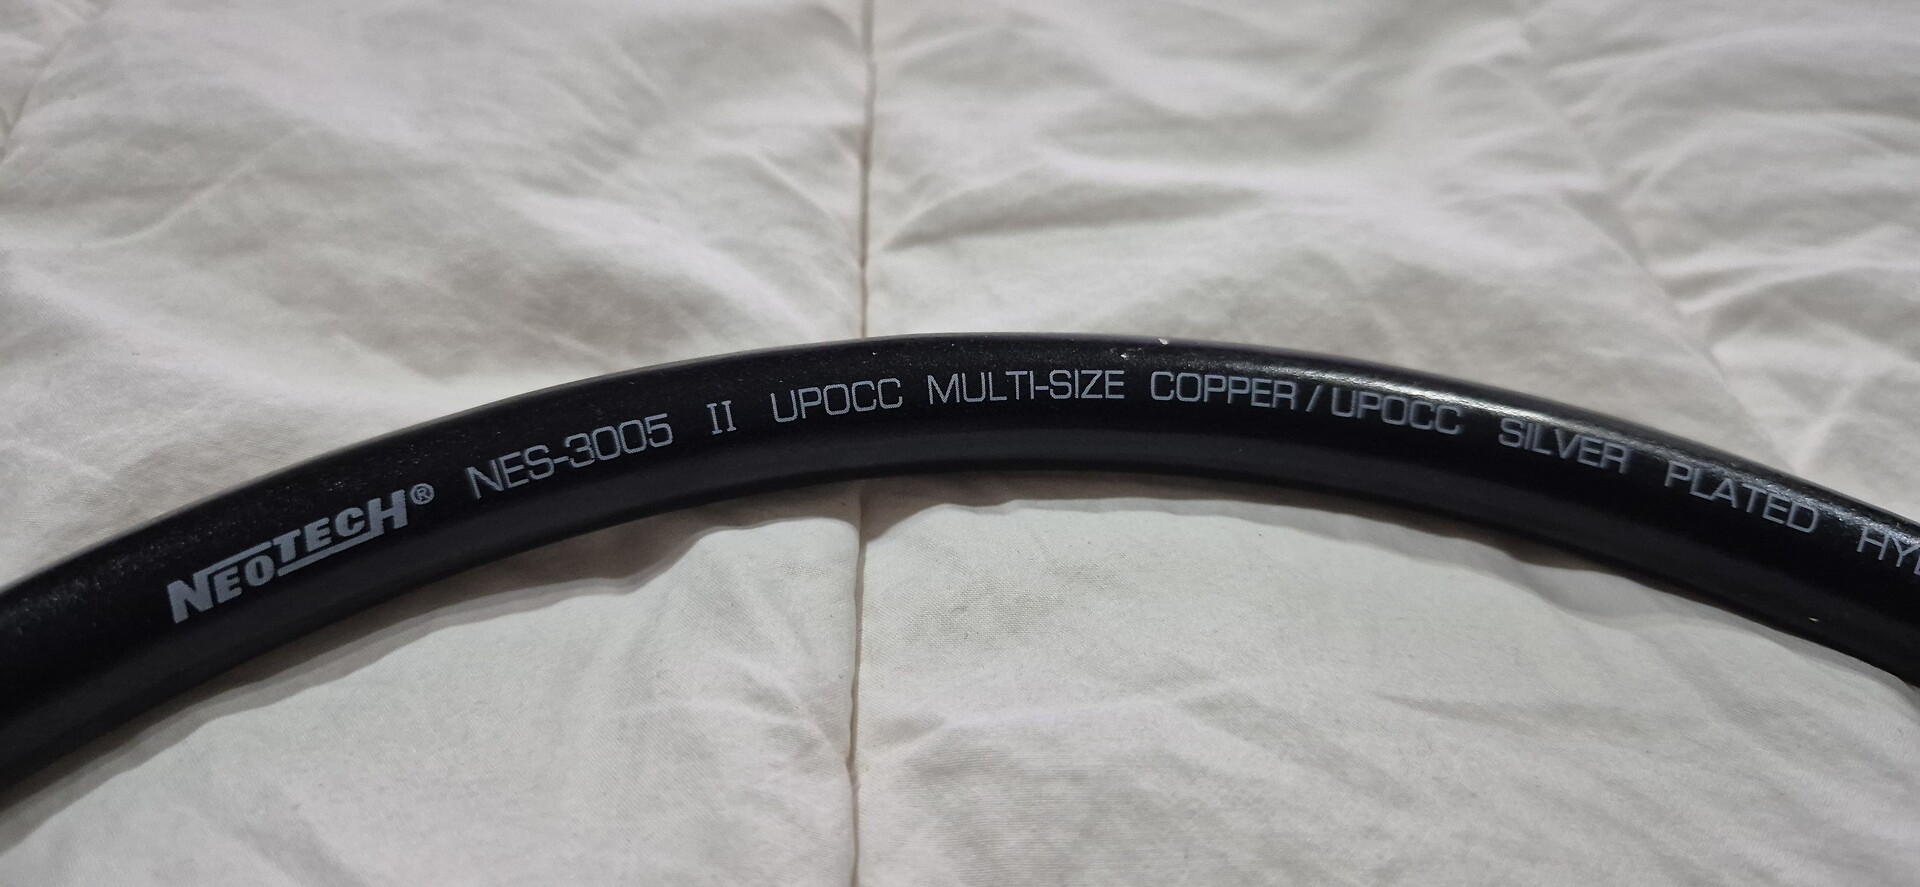 NEOTECH® NES-3005 II UPOCC MULTI-SIZE COPPER / UPOCC SILVER PLATED